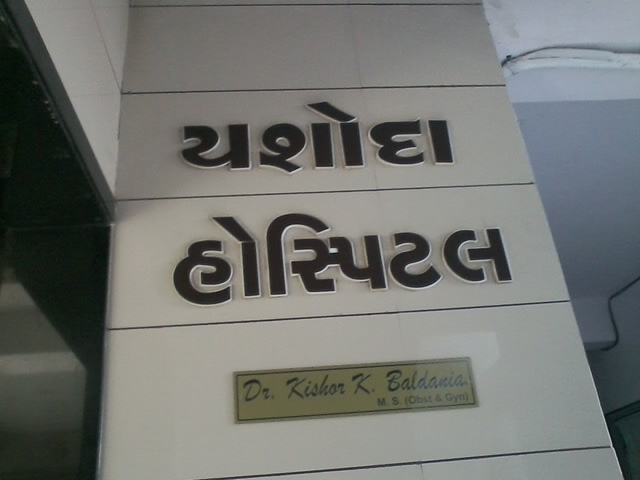 યશોદા
હોસ્પિટલ
Dr. Kishor K. Baldania.
M. S (Obst & Gyn)